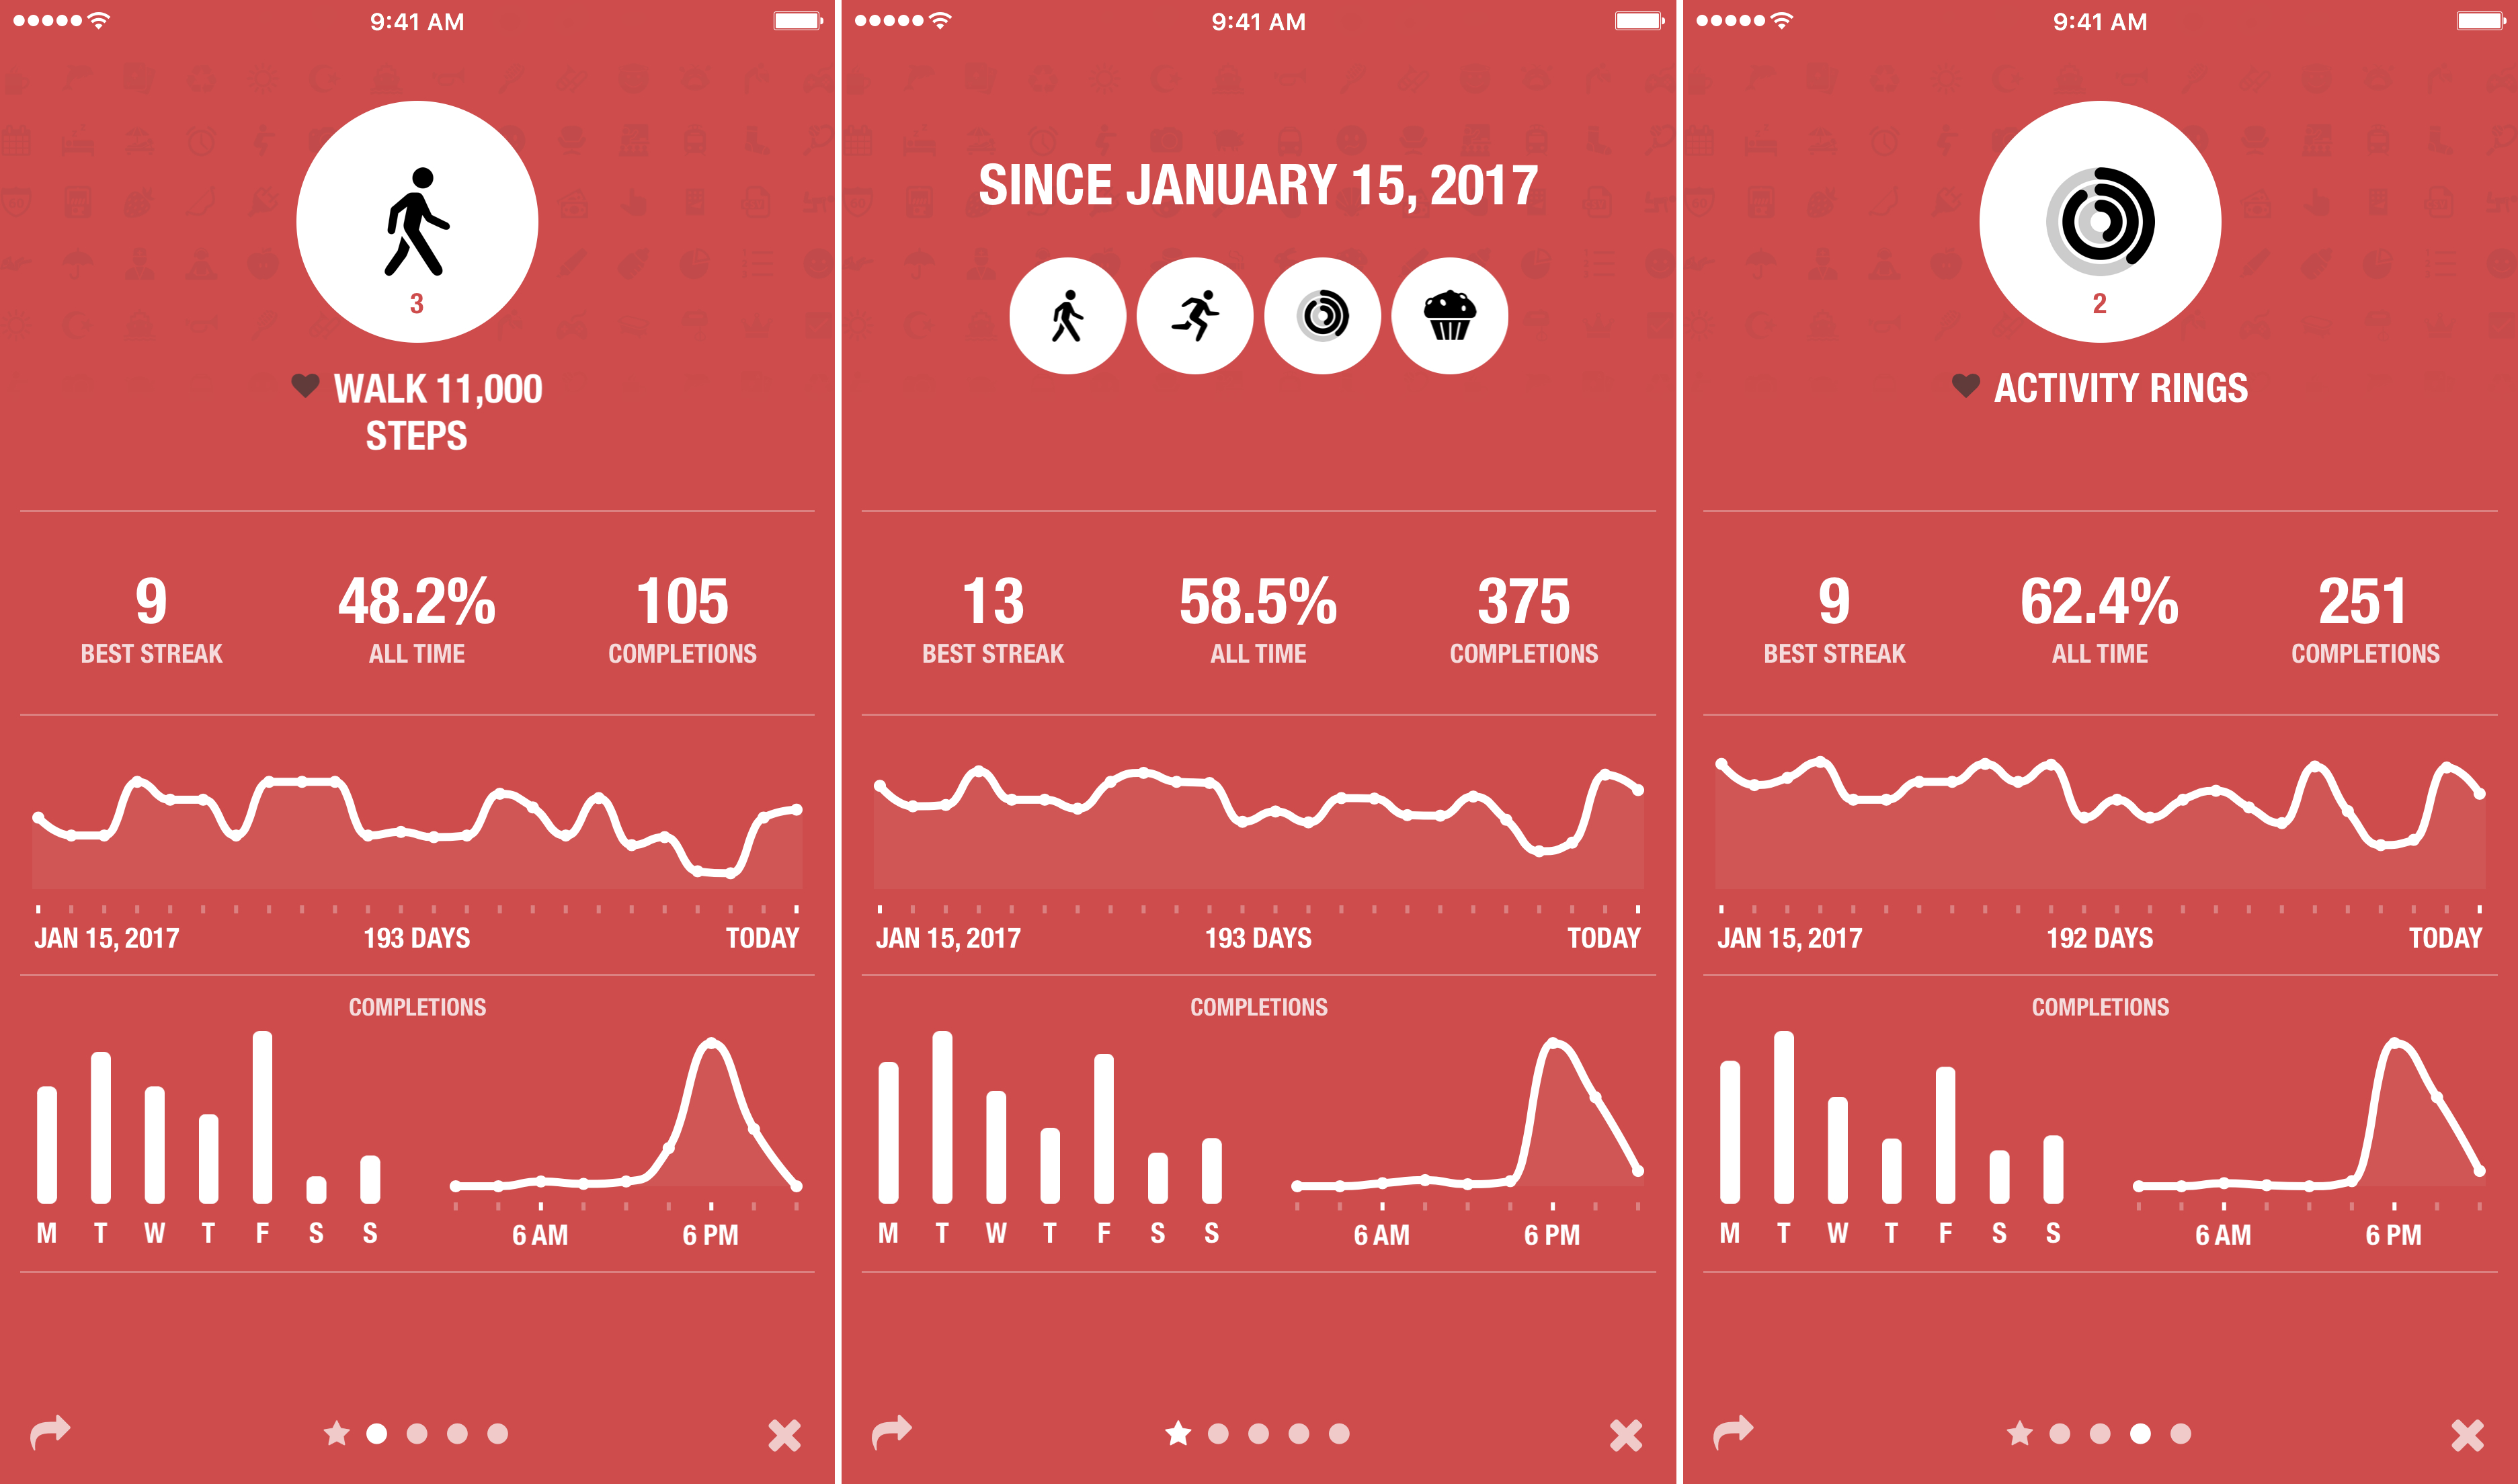 9:41 AM
3
WALK 11,000
STEPS
9
48.2%
105
BEST STREAK
ALL TIME
COMPLETIONS
JAN 15, 2017
193 DAYS
TODAY
COMPLETIONS
M T W T F S S
6 AM
6 PM
9:41 AM
SINCE JANUARY 15, 2017
13
58.5%
375
BEST STREAK
ALL TIME
COMPLETIONS
JAN 15, 2017
193 DAYS
TODAY
COMPLETIONS
M T W T F S S
6 AM
6 PM
9:41 AM
2
ACTIVITY RINGS
9
62.4%
251
BEST STREAK
ALL TIME
COMPLETIONS
JAN 15, 2017
192 DAYS
TODAY
COMPLETIONS
M T W T F S S
6 AM
6 PM